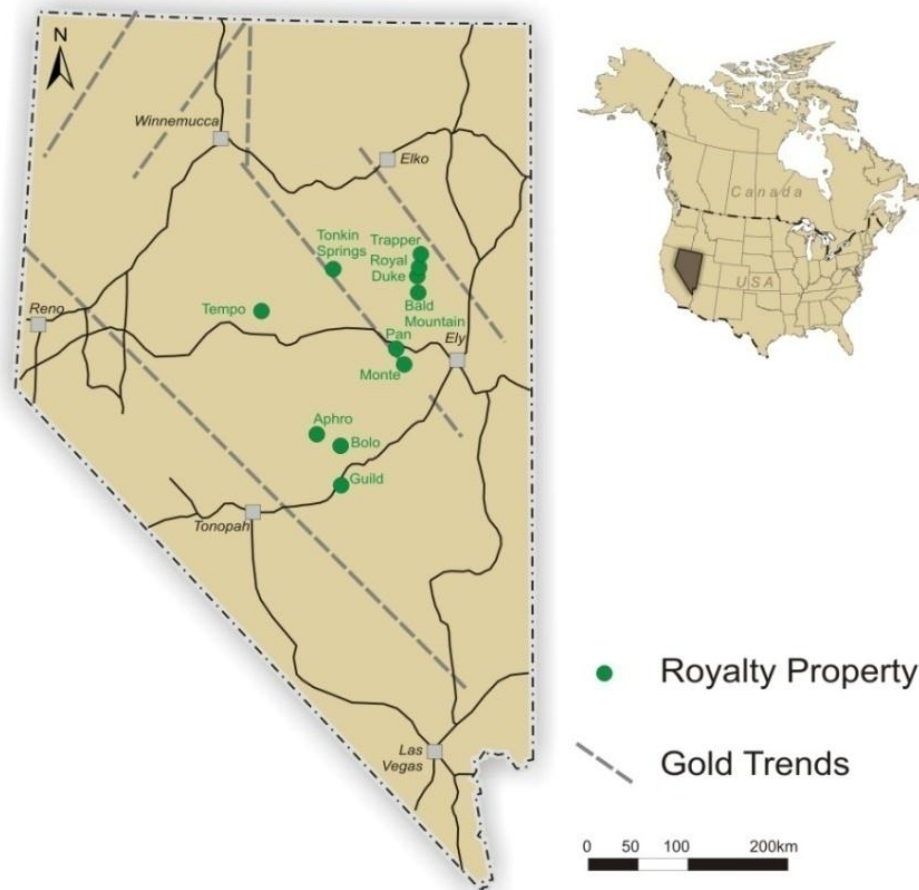 N
Winnemucca
Elko
Tonkin
Springs
Trapper
Royal
Duke
Bald
Mountain
Tempo
Reno
Pan
Ely
Monte
Aphro
Bolo
Guild
Tonopah
Las
Vegas
Canada
USA
Royalty Property
Gold Trends
0 50 100 200km